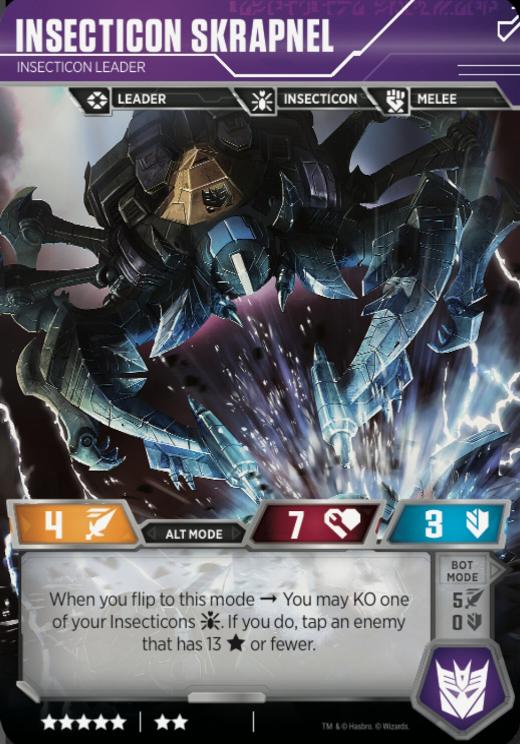 INSECTICON SKRAPNEL
INSECTICON LEADER
LEADER INSECTICON MELEE
4 ALT MODE 7 3
BOT
MODE
5
0
When you flip to this mode → You may KO one
of your Insecticons. If you do, tap an enemy
that has 13 ★ or fewer.
★★★★★ | ★★ |
TM & © Hasbro. © Wizards.